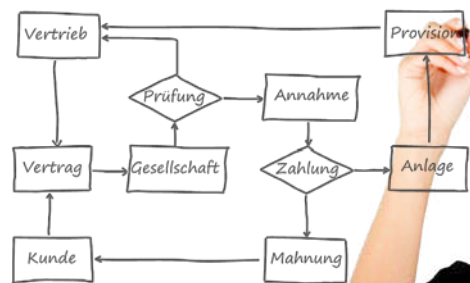 Vertrieb
Provision
Prüfung
Annahme
Vertrag
Gesellschaft
Zahlung
Anlage
Kunde
Mahnung